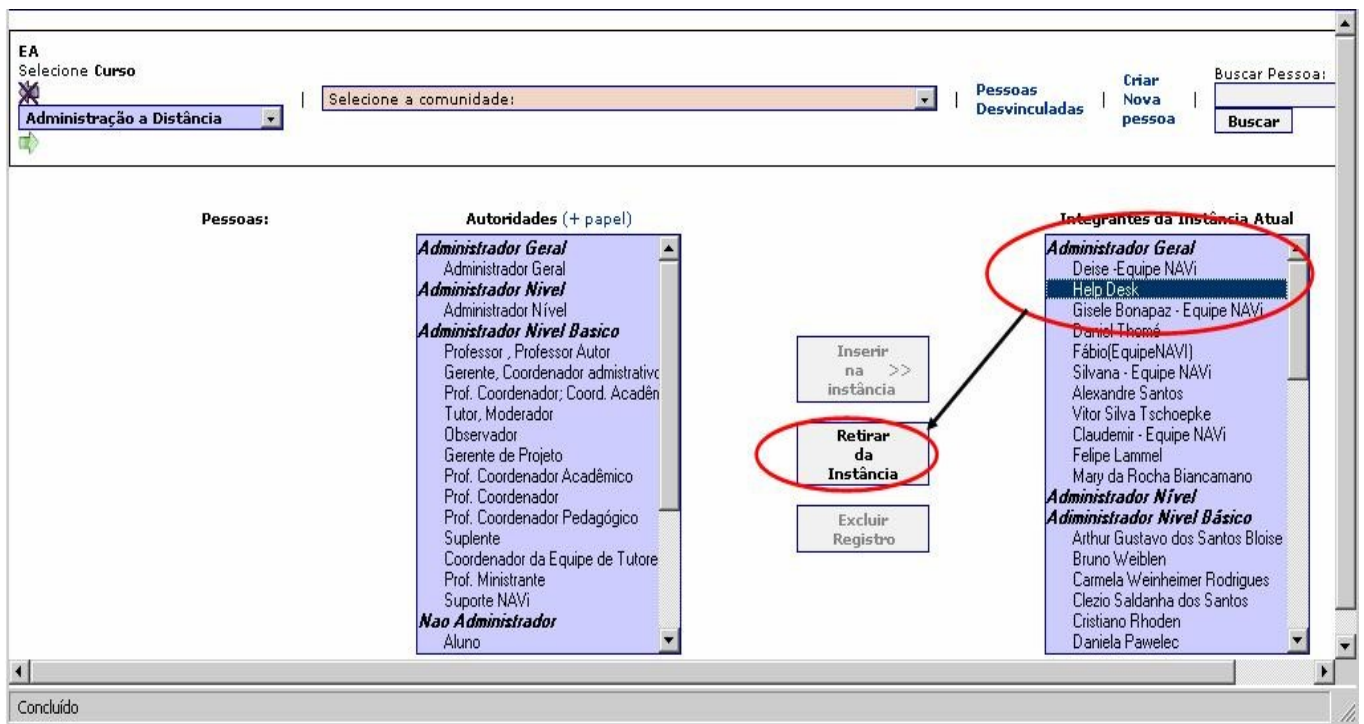 EA
Selecione Curso
Administração a Distância
|
Selecione a comunidade:
|
Pessoas
Desvinculadas
|
Criar
Nova
pessoa
|
Buscar Pessoa:
Buscar
Pessoas:
Autoridades (+ papel)
Administrador Geral
Administrador Geral
Administrador Nivel
Administrador Nível
Administrador Nivel Basico
Professor , Professor Autor
Gerente, Coordenador admistrativo
Prof. Coordenador; Coord. Acadên
Tutor, Moderador
Observador
Gerente de Projeto
Prof. Coordenador Acadêmico
Prof. Coordenador
Prof. Coordenador Pedagógico
Suplente
Coordenador da Equipe de Tutore
Prof. Ministrante
Suporte NAVi
Nao Administrador
Aluno
Inserir
na >>
instância
Retirar
da
Instância
Excluir
Registro
Integrantes da Instância Atual
Administrador Geral
Deise -Equipe NAVi
Help Desk
Gisele Bonapaz - Equipe NAVi
Daniel Thomé
Fábio(EquipeNAVI)
Silvana - Equipe NAVi
Alexandre Santos
Vitor Silva Tschoepke
Claudemir - Equipe NAVi
Felipe Lammel
Mary da Rocha Biancamano
Administrador Nível
Administrador Nivel Básico
Arthur Gustavo dos Santos Bloise
Bruno Weiblen
Carmela Weinheimer Rodrigues
Clezio Saldanha dos Santos
Cristiano Rhoden
Daniela Pawelec
Concluído